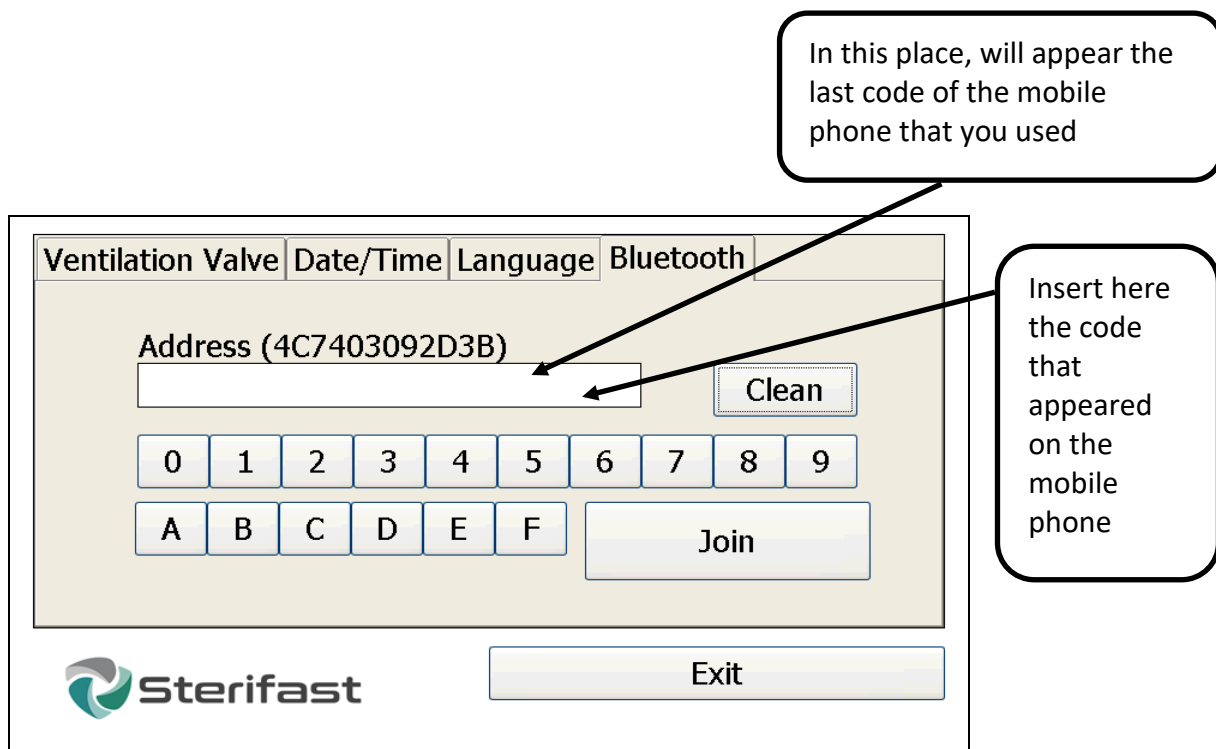 In this place, will appear the
last code of the mobile
phone that you used
Ventilation Valve Date/Time Language Bluetooth
Address (4C7403092D3B)
Clean
0 1 2 3 4 5 6 7 8 9
A B C D E F Join
Insert here
the code
that
appeared
on the
mobile
phone
Sterifast Exit